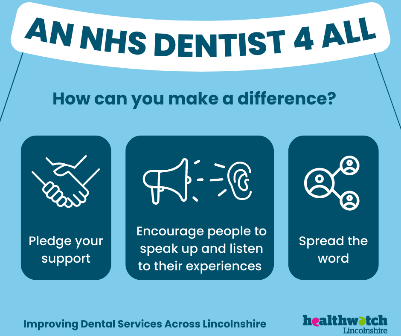 AN NHS DENTIST 4 ALL
How can you make a difference?
Pledge your
support
Encourage people to
speak up and listen
to their experiences
Spread the
word
Improving Dental Services Across Lincolnshire
healthwatch
Lincolnshire